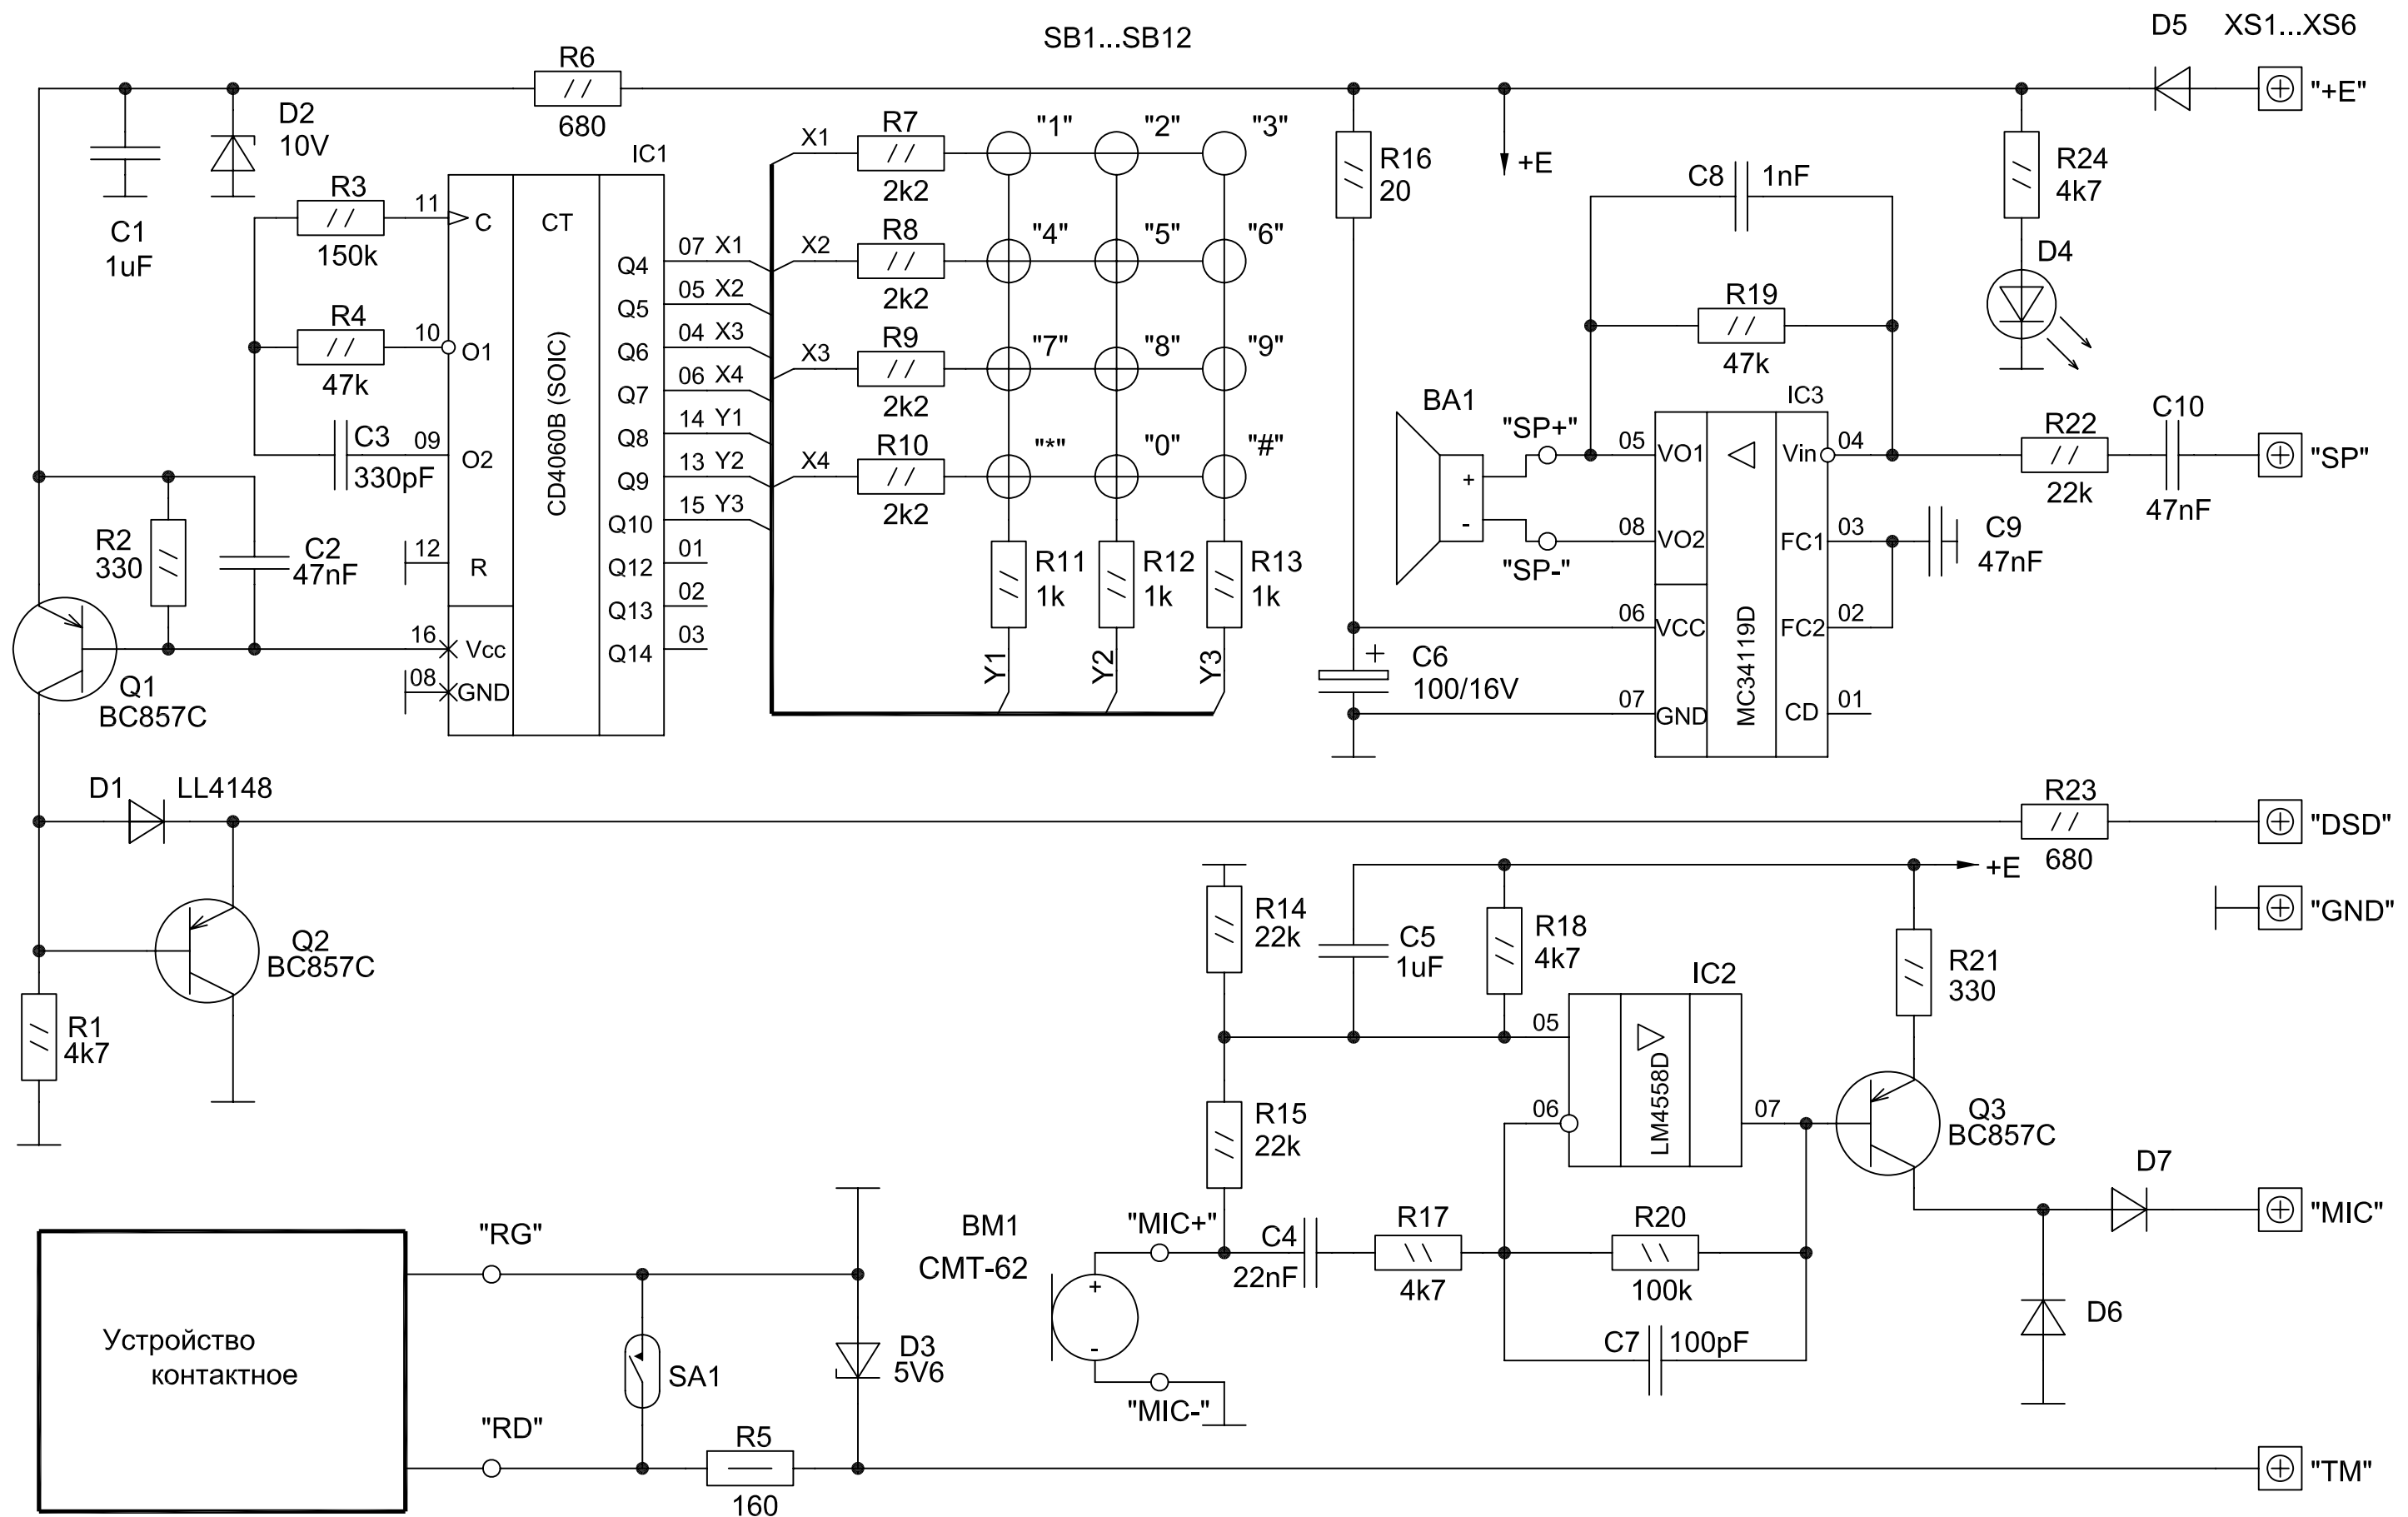 SB1...SB12
D5 XS1...XS6
R6
680
"+E"
C1
1uF
D2
10V
IC1
R3
150k
11
C
CT
R4
47k
10
O1
C3
330pF
09
O2
CD4060B (SOIC)
12
R
16
Vcc
08
GND
Q4
07 X1
Q5
05 X2
Q6
04 X3
Q7
06 X4
Q8
14 Y1
Q9
13 Y2
Q10
15 Y3
Q12
01
Q13
02
Q14
03
X1
R7
2k2
"1" "2" "3"
X2
R8
2k2
"4" "5" "6"
X3
R9
2k2
"7" "8" "9"
X4
R10
2k2
"*" "0" "#"
R11
1k
R12
1k
R13
1k
Y1
Y2
Y3
R2
330
C2
47nF
Q1
BC857C
R16
20
+E
C8 1nF
R19
47k
R24
4k7
D4
BA1
+
-
"SP+"
"SP-"
IC3
05
VO1
Vin
04
08
VO2
FC1
03
06
VCC
FC2
02
07
GND
CD
01
MC34119D
R22
22k
C10
47nF
"SP"
C9
47nF
+
C6
100/16V
D1 LL4148
R23
680
"DSD"
Q2
BC857C
R1
4k7
"GND"
R14
22k
C5
1uF
R18
4k7
+E
IC2
05
06
07
LM4558D
R21
330
R15
22k
Q3
BC857C
D7
"MIC"
D6
BM1
CMT-62
+
-
"MIC+"
"MIC-"
C4
22nF
R17
4k7
R20
100k
C7 100pF
Устройство
контактное
"RG"
"RD"
SA1
D3
5V6
R5
160
"TM"